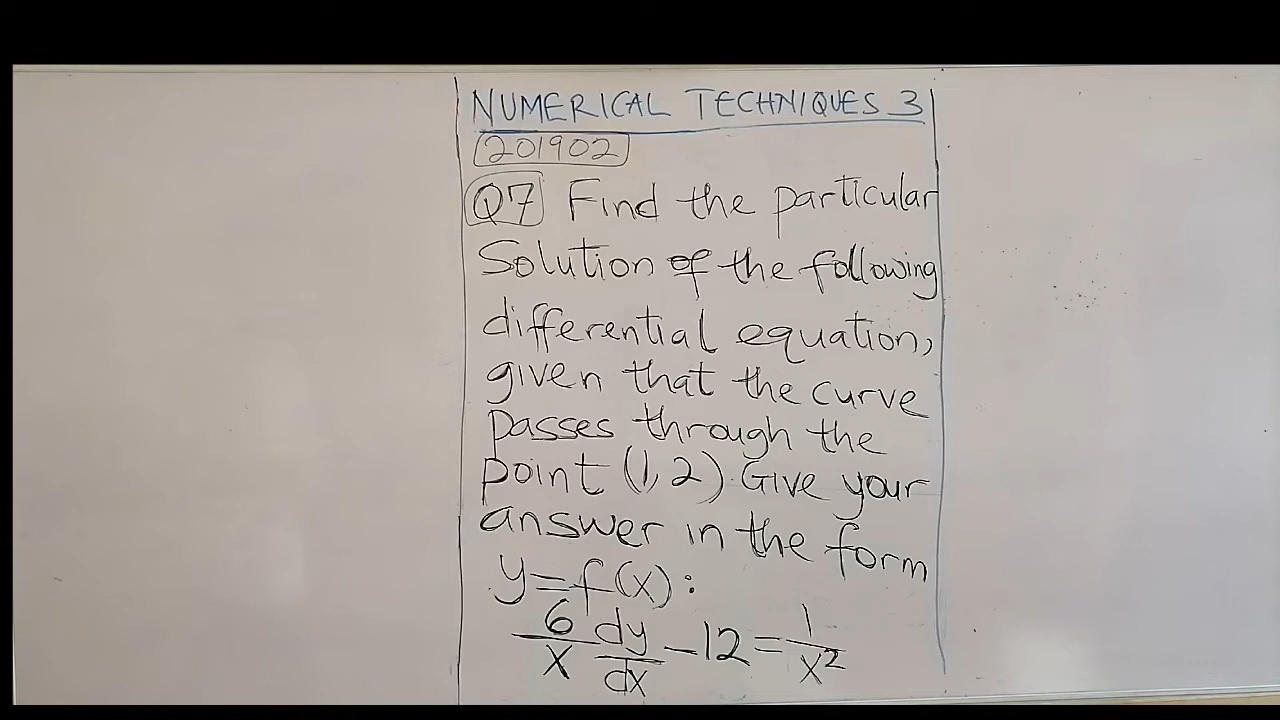 NUMERICAL TECHNIQUES 3
201902
Q7 Find the particular
Solution of the following
differential equation,
given that the curve
passes through the
point (1,2). Give your
answer in the form
y=f(x):
6/x dy/dx - 12 = 1/x²